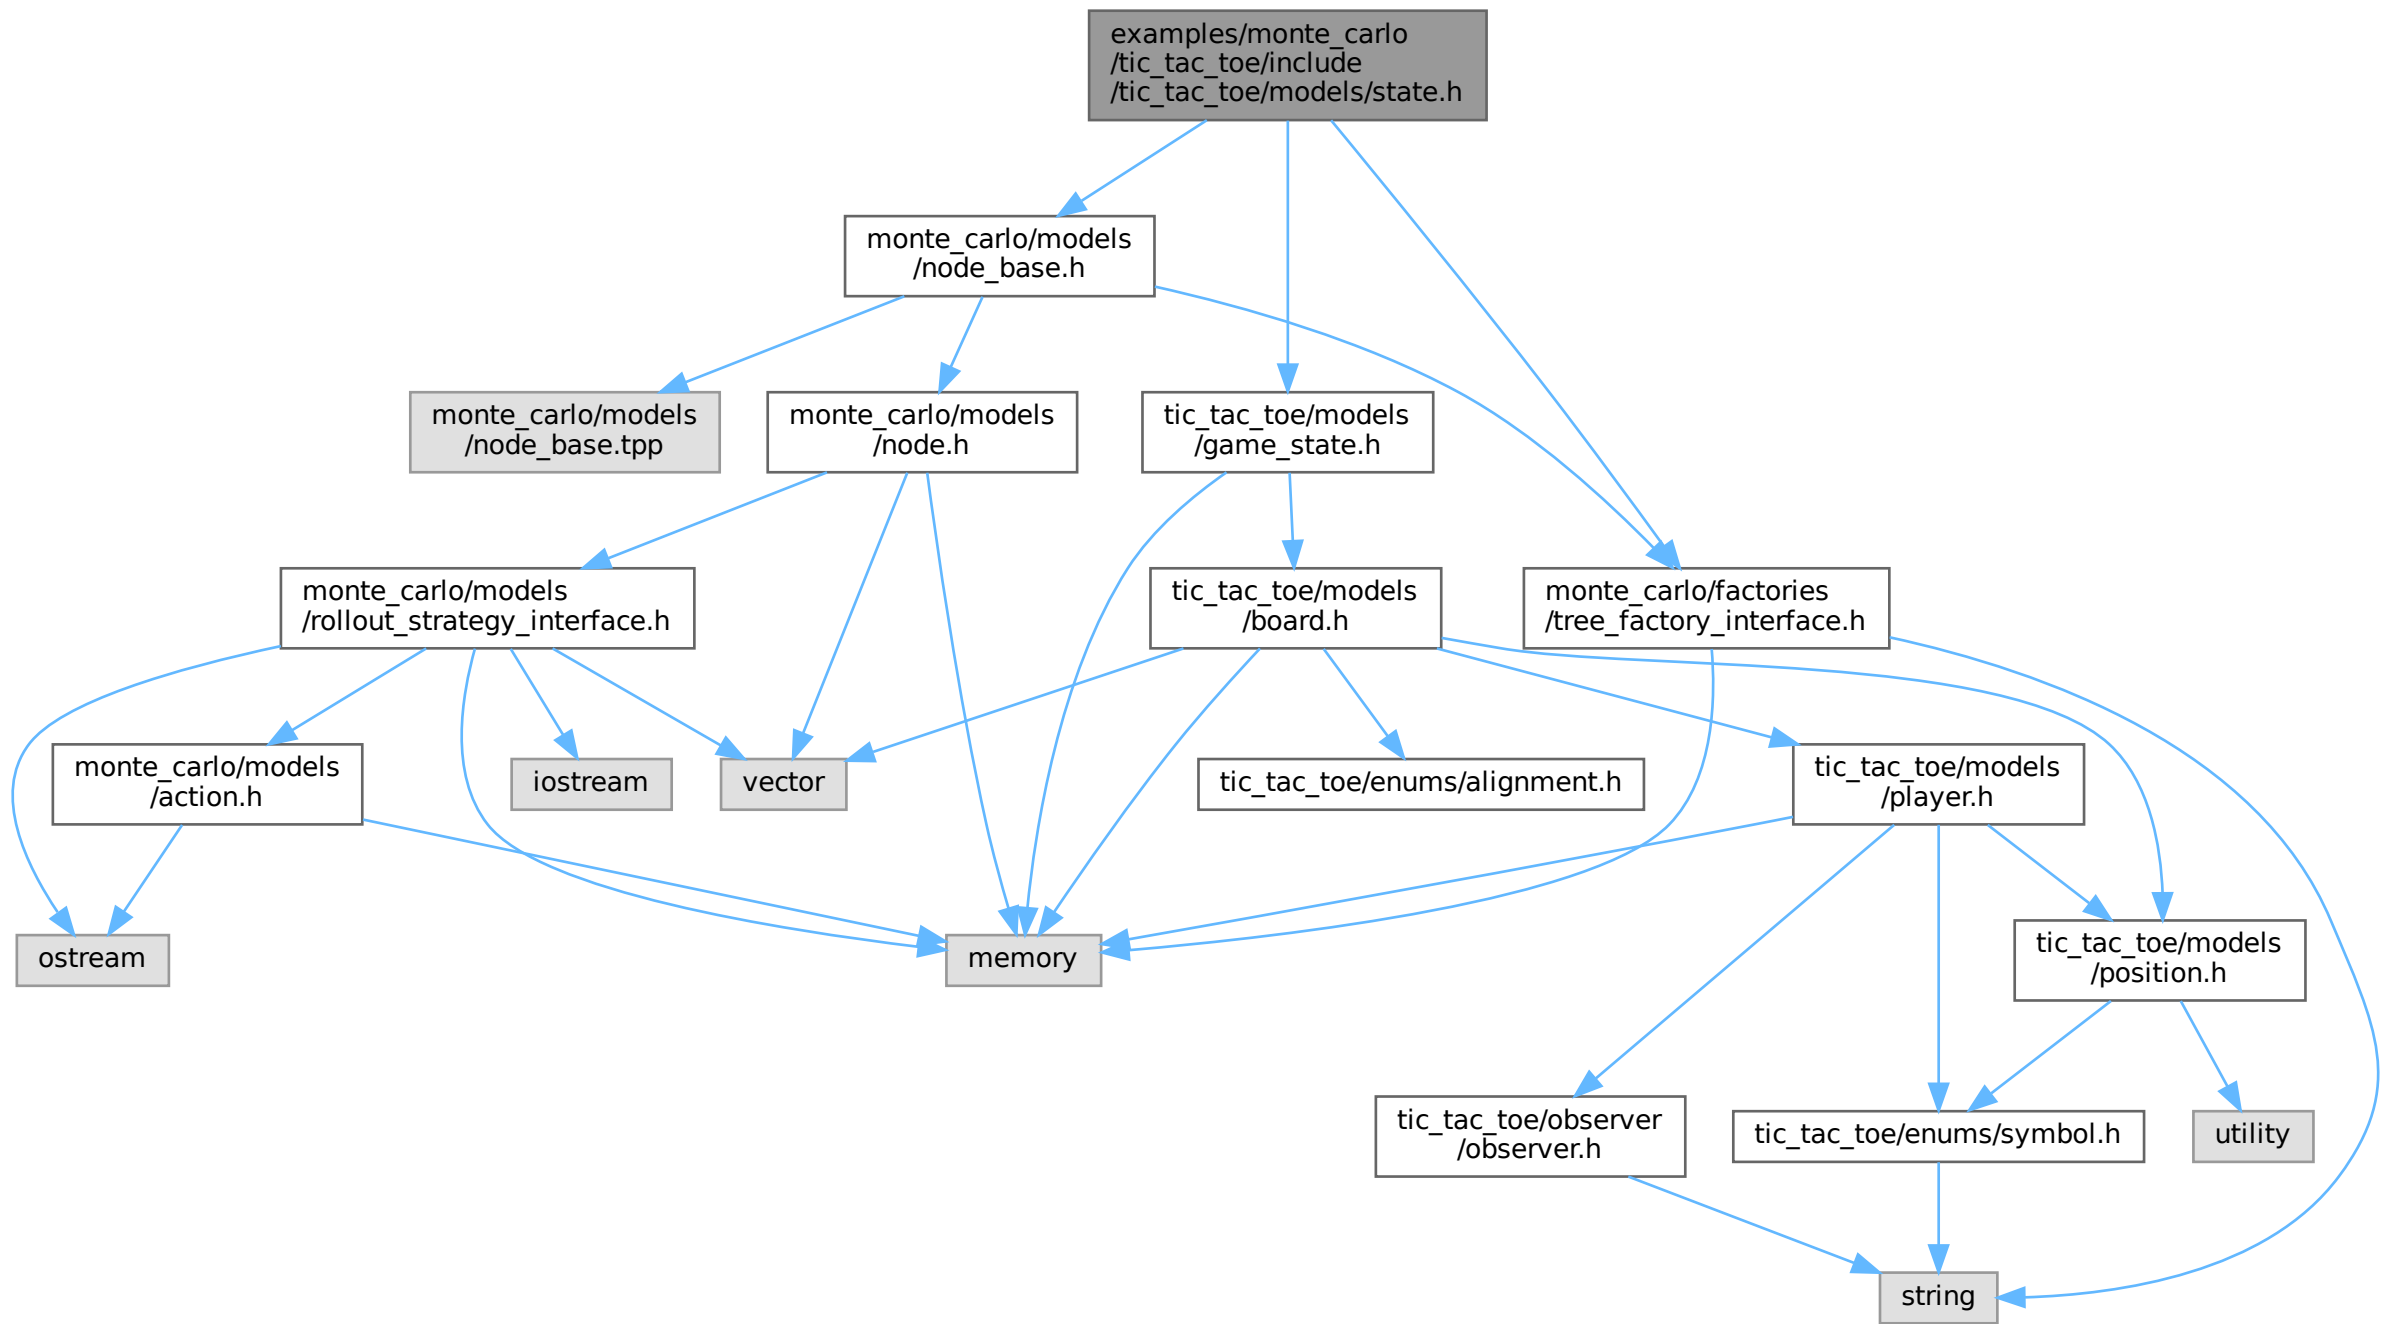 examples/monte_carlo
/tic_tac_toe/include
/tic_tac_toe/models/state.h
monte_carlo/models
/node_base.h
monte_carlo/models
/node_base.tpp
monte_carlo/models
/node.h
tic_tac_toe/models
/game_state.h
monte_carlo/models
/rollout_strategy_interface.h
tic_tac_toe/models
/board.h
monte_carlo/factories
/tree_factory_interface.h
monte_carlo/models
/action.h
iostream
vector
tic_tac_toe/enums/alignment.h
tic_tac_toe/models
/player.h
ostream
memory
tic_tac_toe/models
/position.h
tic_tac_toe/observer
/observer.h
tic_tac_toe/enums/symbol.h
utility
string